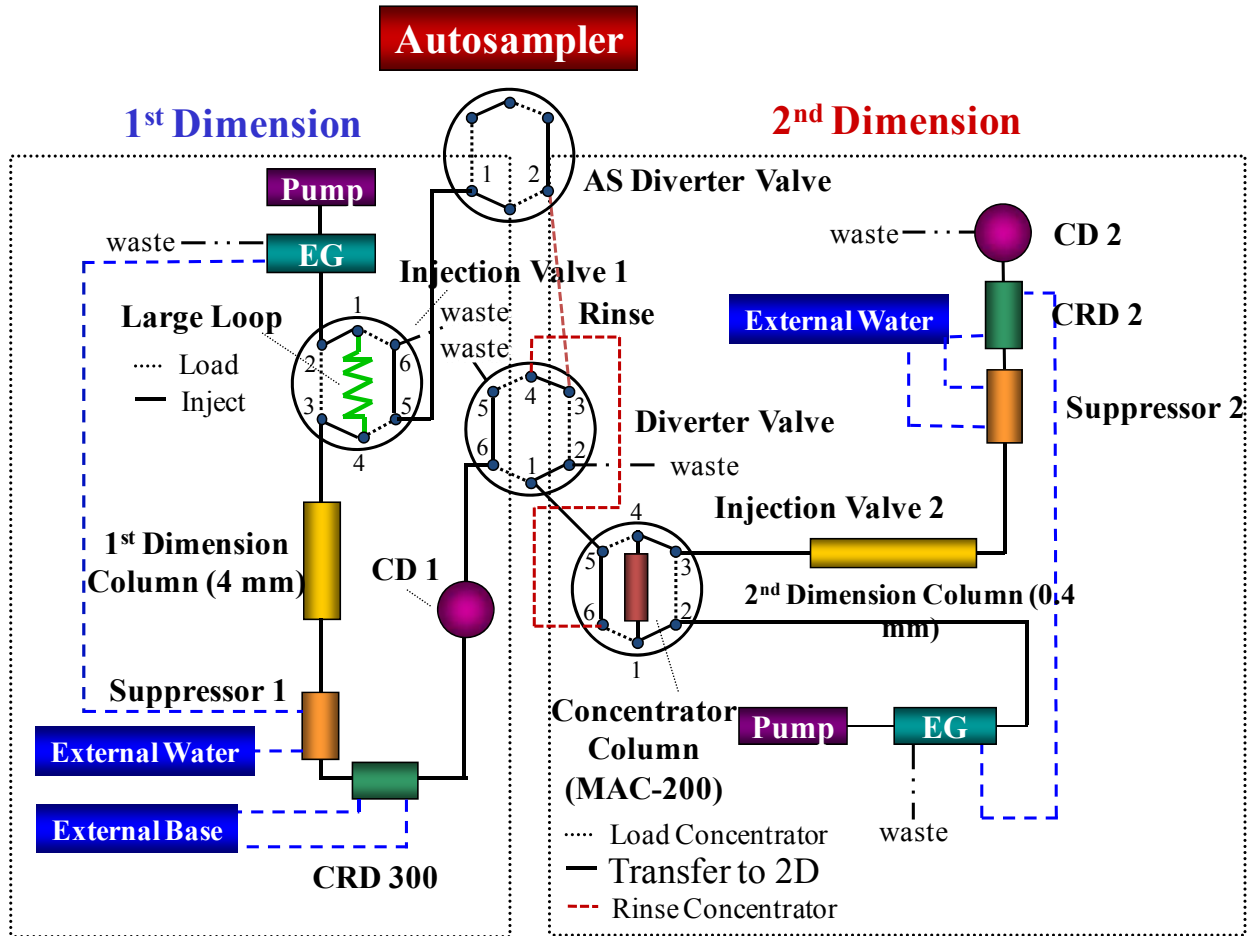 Autosampler
1st Dimension
2nd Dimension
1
2
AS Diverter Valve
Pump
waste
EG
Injection Valve 1
Large Loop
Load
Inject
1
2
3
4
5
6
waste
waste
Rinse
4
3
5
6
1
2
Diverter Valve
waste
waste
CD 2
External Water
CRD 2
Suppressor 2
Injection Valve 2
4
5
3
6
2
1
2nd Dimension Column (0.4
mm)
1st Dimension
Column (4 mm)
CD 1
Suppressor 1
External Water
External Base
CRD 300
Concentrator
Column
(MAC-200)
Pump
EG
waste
Load Concentrator
Transfer to 2D
Rinse Concentrator